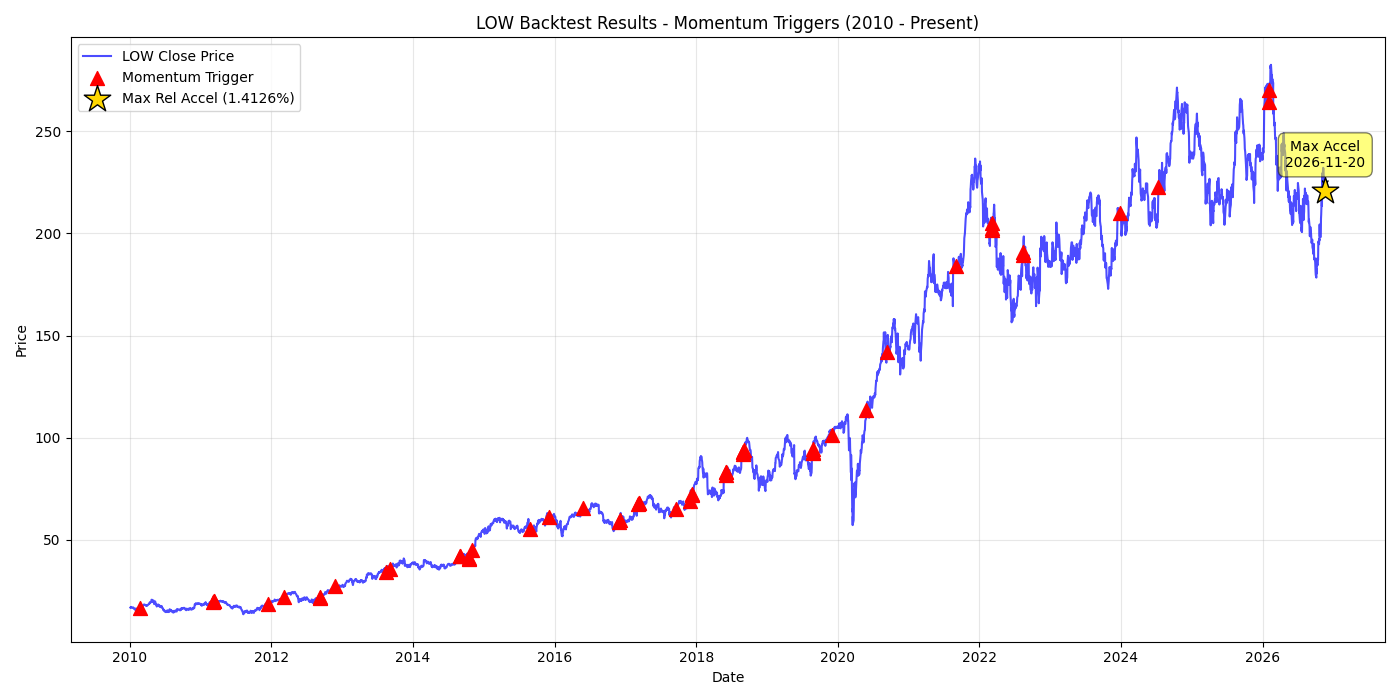 LOW Backtest Results - Momentum Triggers (2010 - Present)
LOW Close Price
Momentum Trigger
Max Rel Accel (1.4126%)
Max Accel
2026-11-20
Price
250
200
150
100
50
2010 2012 2014 2016 2018 2020 2022 2024 2026
Date